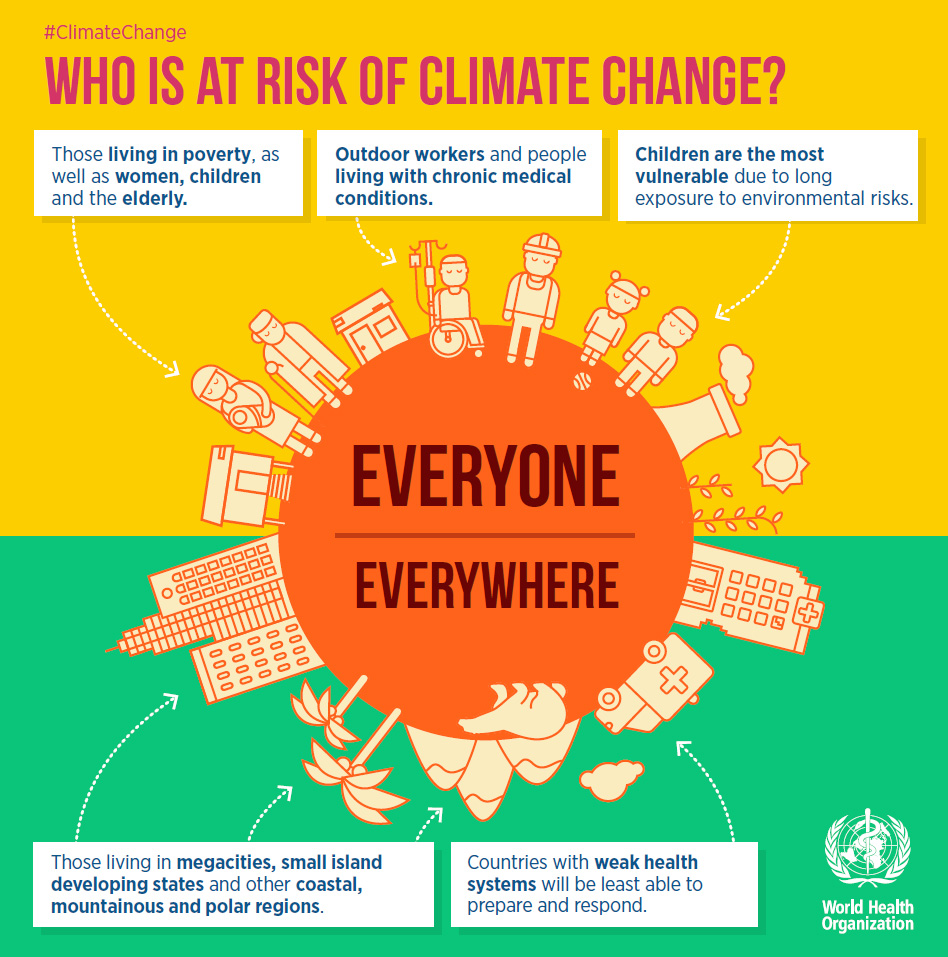 #ClimateChange
WHO IS AT RISK OF CLIMATE CHANGE?
Those living in poverty, as
well as women, children
and the elderly.
Outdoor workers and people
living with chronic medical
conditions.
Children are the most
vulnerable due to long
exposure to environmental risks.
EVERYONE
EVERYWHERE
Those living in megacities, small island
developing states and other coastal,
mountainous and polar regions.
Countries with weak health
systems will be least able to
prepare and respond.
World Health
Organization